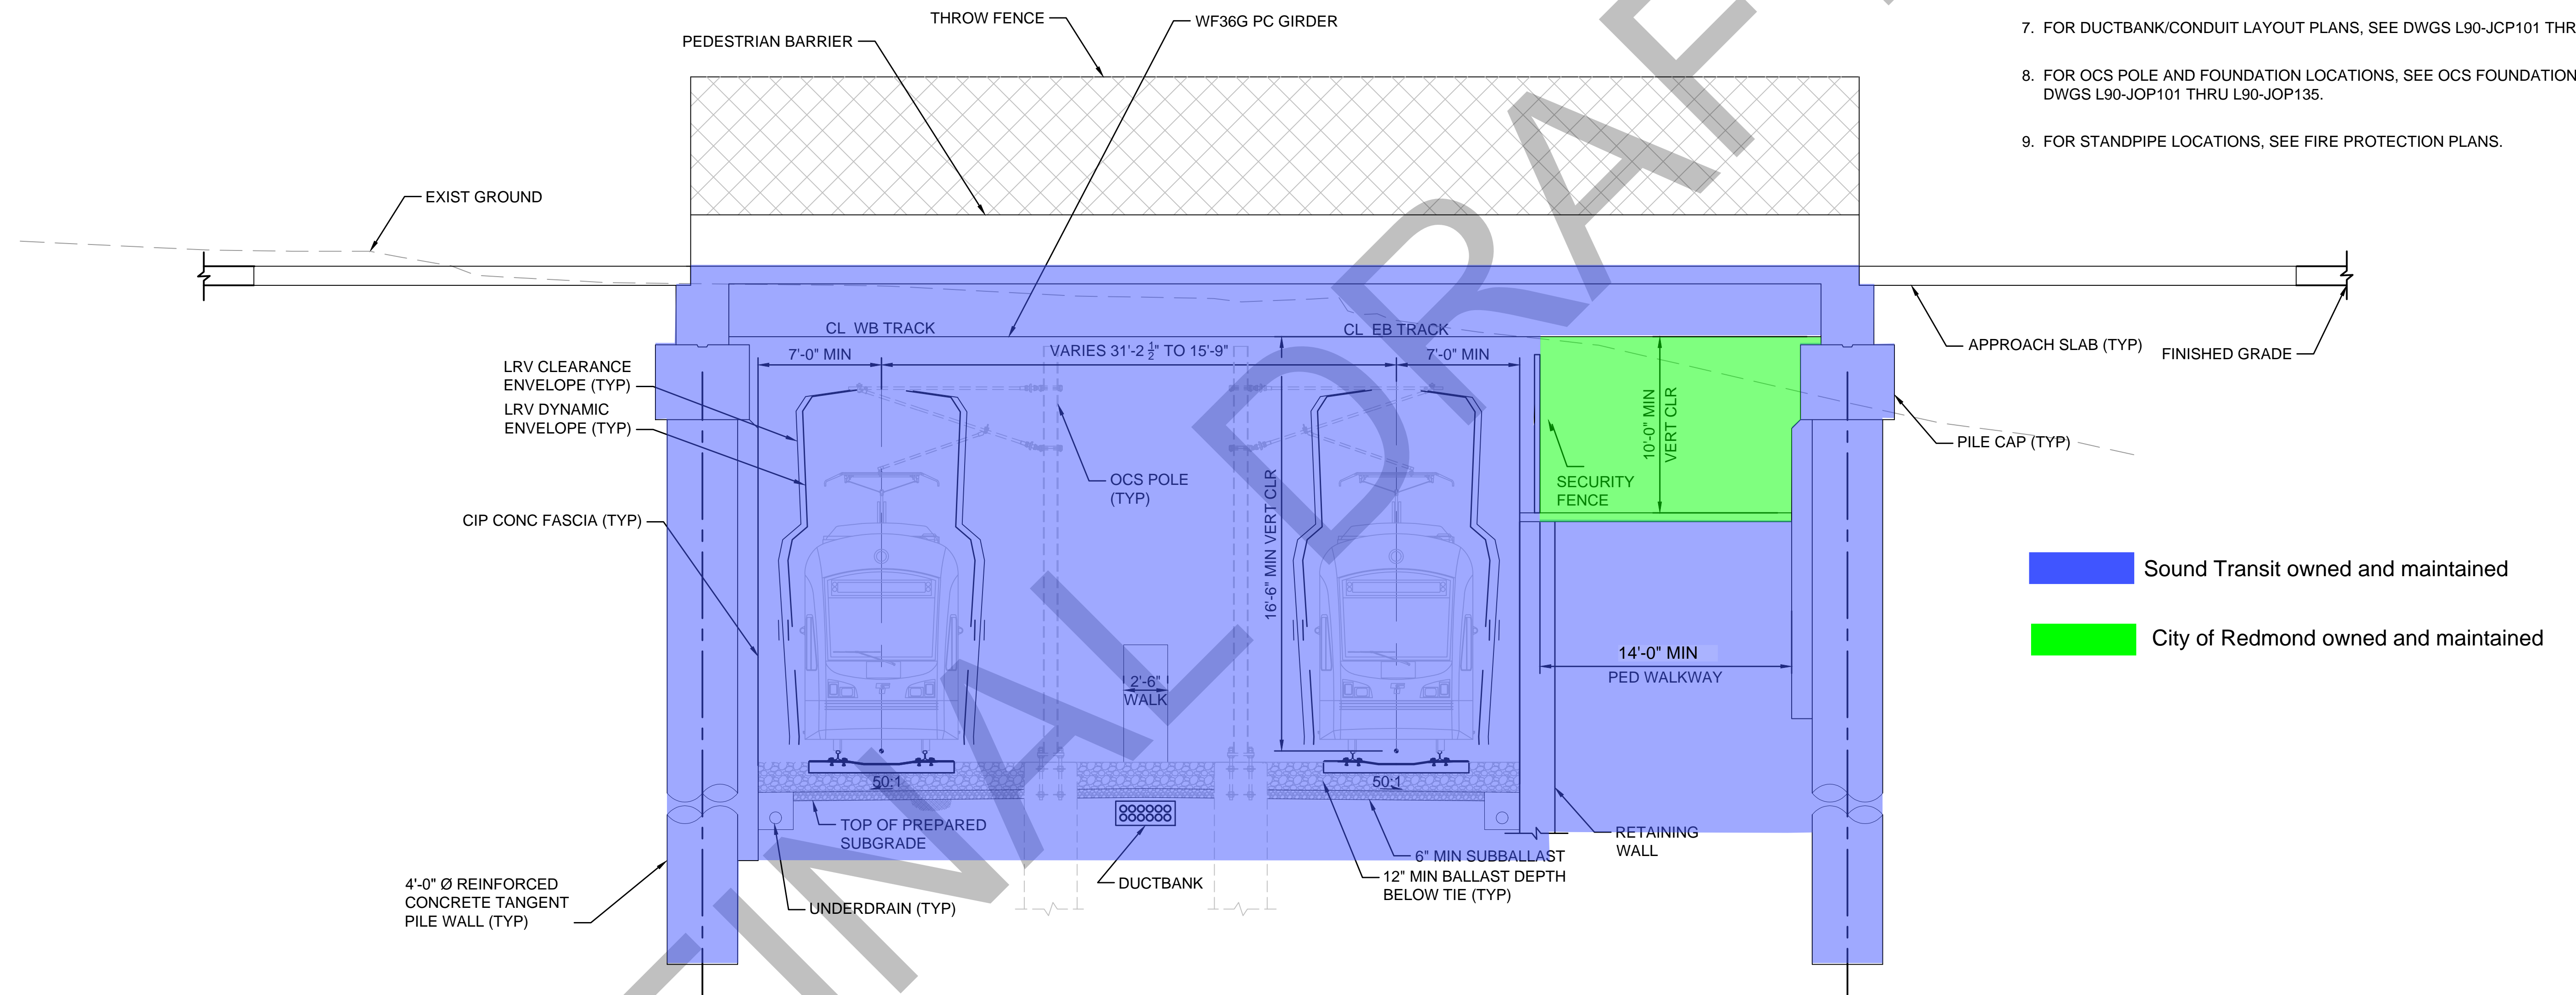 THROW FENCE
WF36G PC GIRDER
PEDESTRIAN BARRIER
7. FOR DUCTBANK/CONDUIT LAYOUT PLANS, SEE DWGS L90-JCP101 THR
8. FOR OCS POLE AND FOUNDATION LOCATIONS, SEE OCS FOUNDATION
DWGS L90-JOP101 THRU L90-JOP135.
9. FOR STANDPIPE LOCATIONS, SEE FIRE PROTECTION PLANS.
EXIST GROUND
CL WB TRACK
CL EB TRACK
7'-0" MIN
VARIES 31'-2 1/2" TO 15'-9"
7'-0" MIN
APPROACH SLAB (TYP)
FINISHED GRADE
LRV CLEARANCE
ENVELOPE (TYP)
LRV DYNAMIC
ENVELOPE (TYP)
10'-0" MIN
VERT CLR
PILE CAP (TYP)
OCS POLE
(TYP)
SECURITY
FENCE
CIP CONC FASCIA (TYP)
16'-6" MIN VERT CLR
Sound Transit owned and maintained
City of Redmond owned and maintained
14'-0" MIN
PED WALKWAY
2'-6"
WALK
50:1
50:1
TOP OF PREPARED
SUBGRADE
RETAINING
WALL
6" MIN SUBBALLAST
12" MIN BALLAST DEPTH
BELOW TIE (TYP)
DUCTBANK
UNDERDRAIN (TYP)
4'-0" Ø REINFORCED
CONCRETE TANGENT
PILE WALL (TYP)
FINAL DRAFT